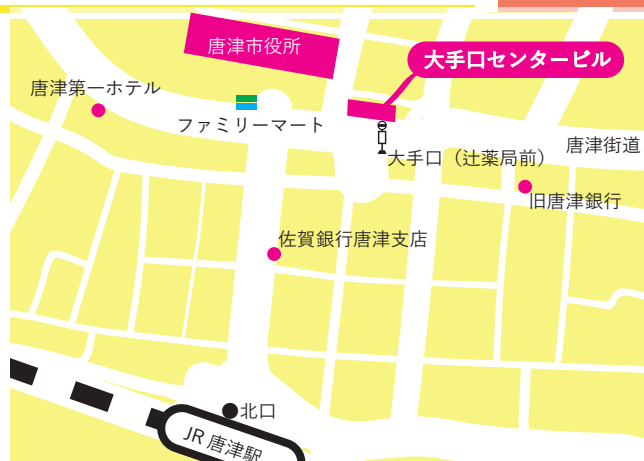 唐津市役所
大手口センタービル
唐津第一ホテル
ファミリーマート
大手口（辻薬局前）
唐津街道
旧唐津銀行
佐賀銀行唐津支店
北口
JR 唐津駅